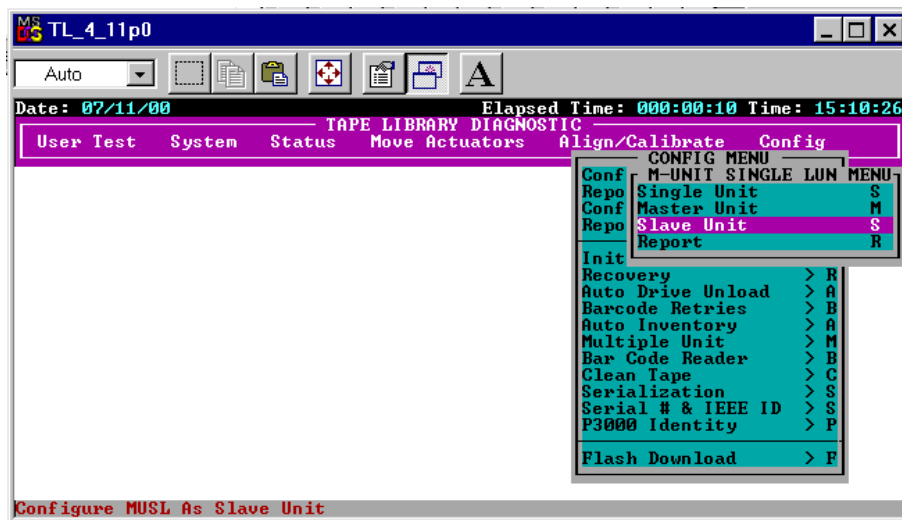 MS
TL_4_11p0
Auto
A
Date: 07/11/00 Elapsed Time: 000:00:10 Time: 15:10:26
TAPE LIBRARY DIAGNOSTIC
User Test System Status Move Actuators Align/Calibrate Config
CONFIG MENU
Conf M-UNIT SINGLE LUN MENU
Repo Single Unit S
Conf Master Unit M
Repo Slave Unit S
Report R
Init
Recovery > R
Auto Drive Unload > A
Barcode Retries > B
Auto Inventory > A
Multiple Unit > M
Bar Code Reader > B
Clean Tape > C
Serialization > S
Serial # & IEEE ID > S
P3000 Identity > P
Flash Download > F
Configure MUSL As Slave Unit